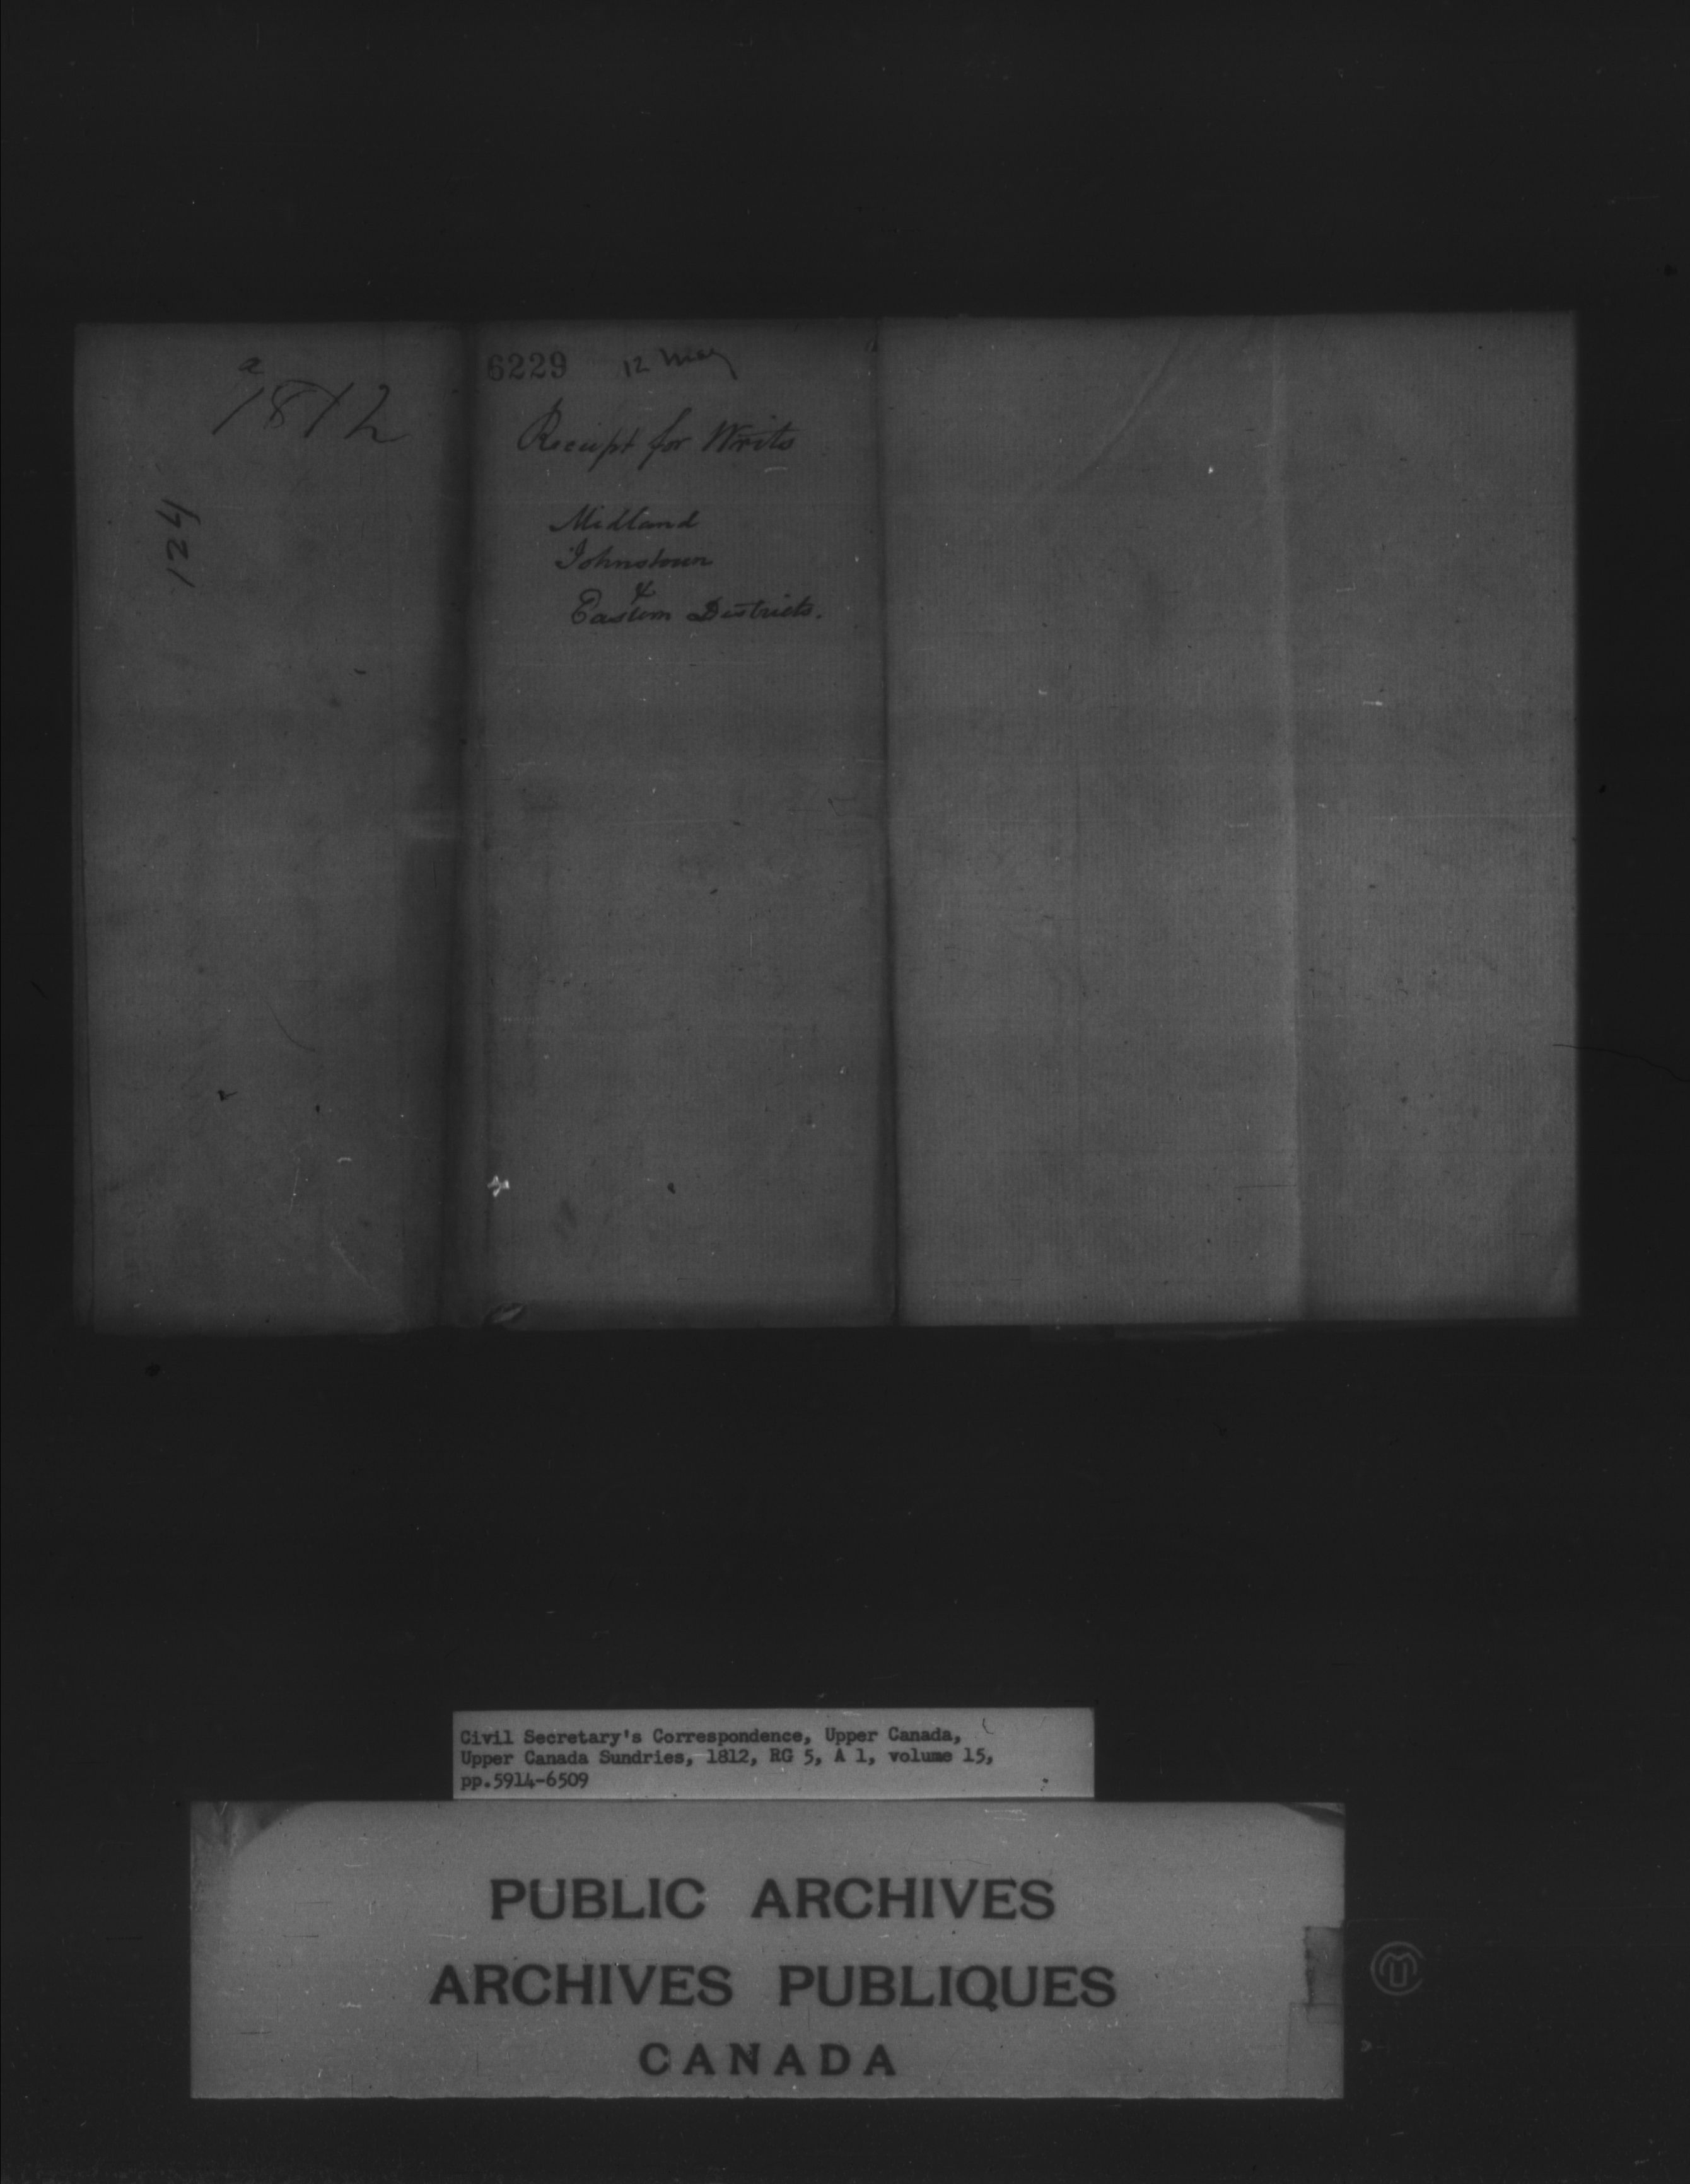 a
1812
124
6229 12 May
Receipt for Writs
Midland
Johnstown
&
Eastern Districts.
Civil Secretary's Correspondence, Upper Canada,
Upper Canada Sundries, 1812, RG 5, A 1, volume 15,
pp.5914-6509
PUBLIC ARCHIVES
ARCHIVES PUBLIQUES
CANADA